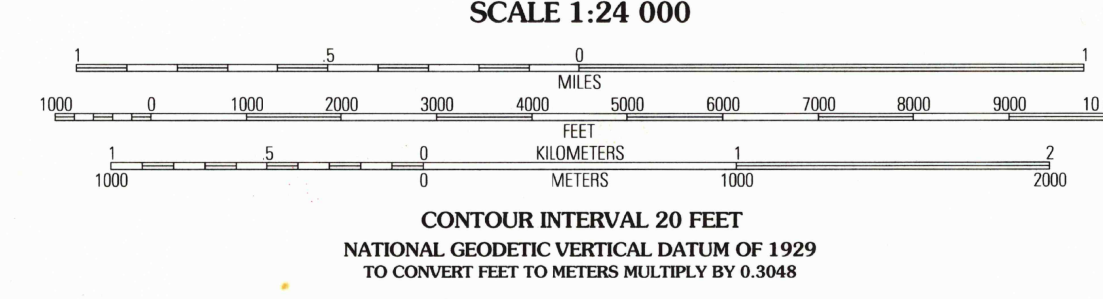 SCALE 1:24 000
1 .5 0 1
MILES
1000 0 1000 2000 3000 4000 5000 6000 7000 8000 9000 10
FEET
1 .5 0 KILOMETERS 1 2
1000 0 METERS 1000 2000
CONTOUR INTERVAL 20 FEET
NATIONAL GEODETIC VERTICAL DATUM OF 1929
TO CONVERT FEET TO METERS MULTIPLY BY 0.3048